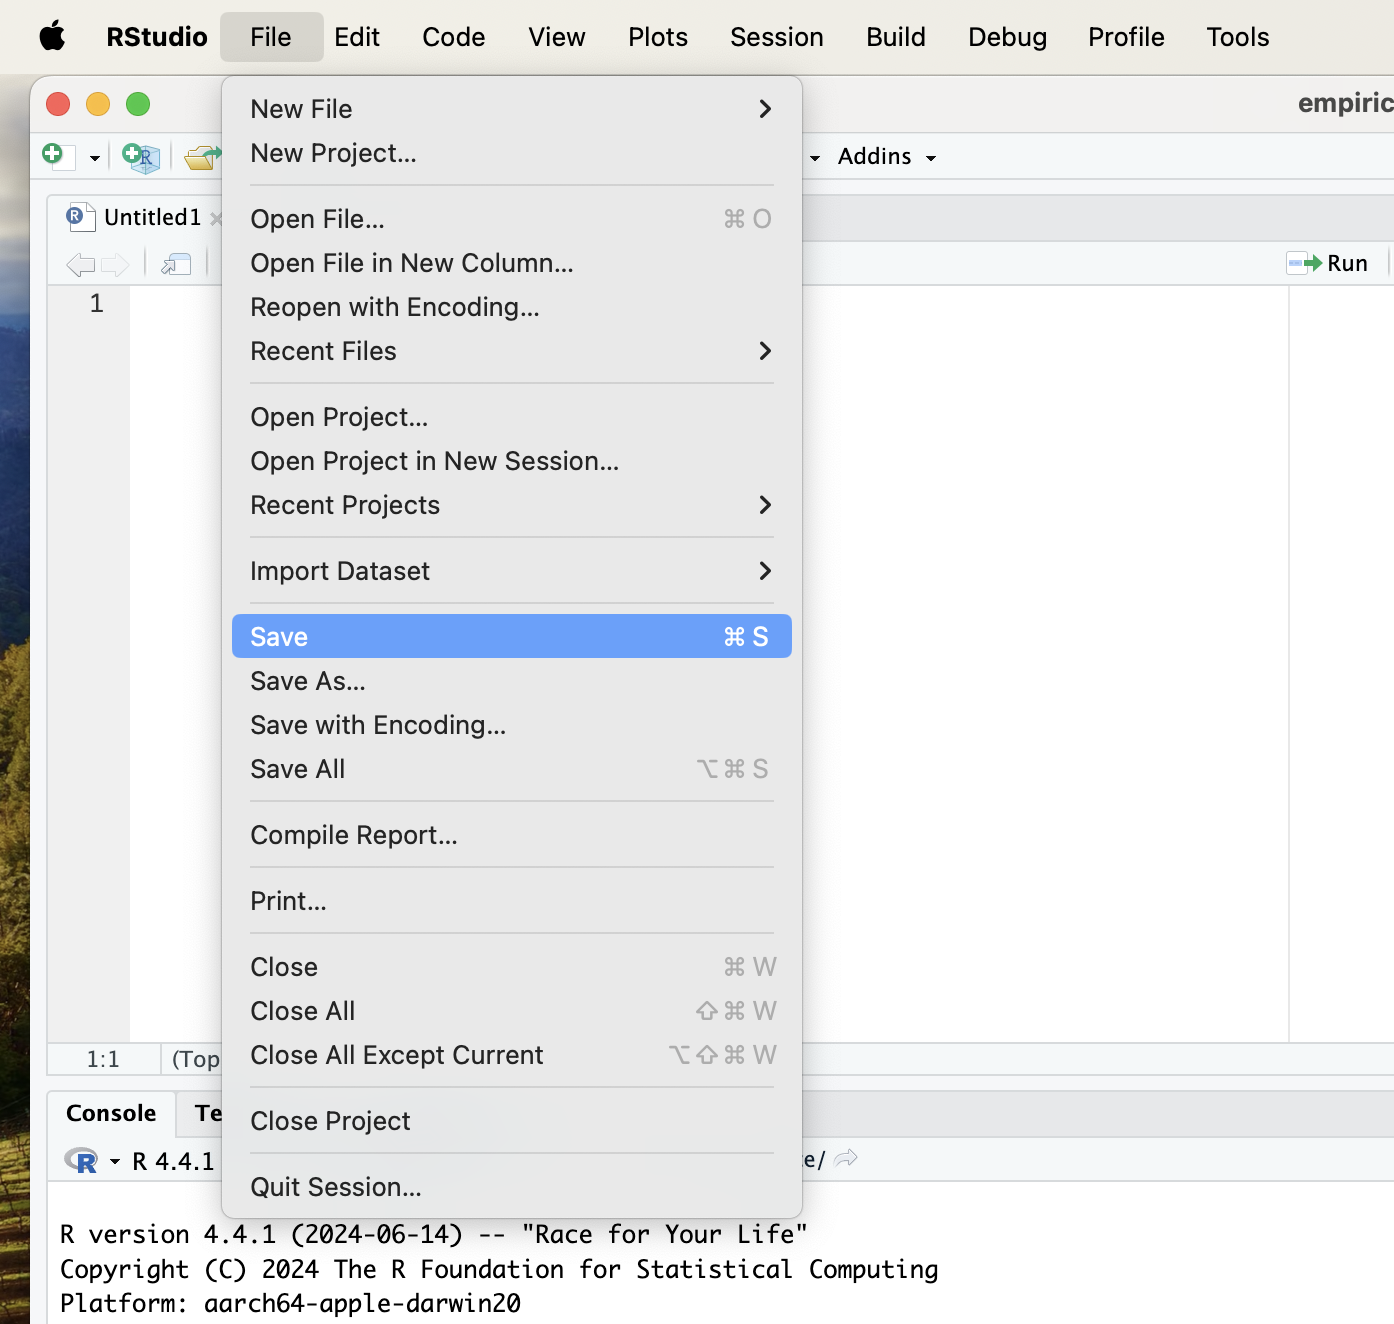 RStudio File Edit Code View Plots Session Build Debug Profile Tools
empiric
Addins
Untitled1
Run
1
New File
New Project...
Open File... ⌘ O
Open File in New Column...
Reopen with Encoding...
Recent Files
Open Project...
Open Project in New Session...
Recent Projects
Import Dataset
Save ⌘ S
Save As...
Save with Encoding...
Save All ⌥⌘ S
Compile Report...
Print...
Close ⌘ W
Close All ⇧⌘ W
Close All Except Current ⌥⇧⌘ W
Close Project
Quit Session...
1:1 (Top
Console Te
R 4.4.1 e/
R version 4.4.1 (2024-06-14) -- "Race for Your Life"
Copyright (C) 2024 The R Foundation for Statistical Computing
Platform: aarch64-apple-darwin20